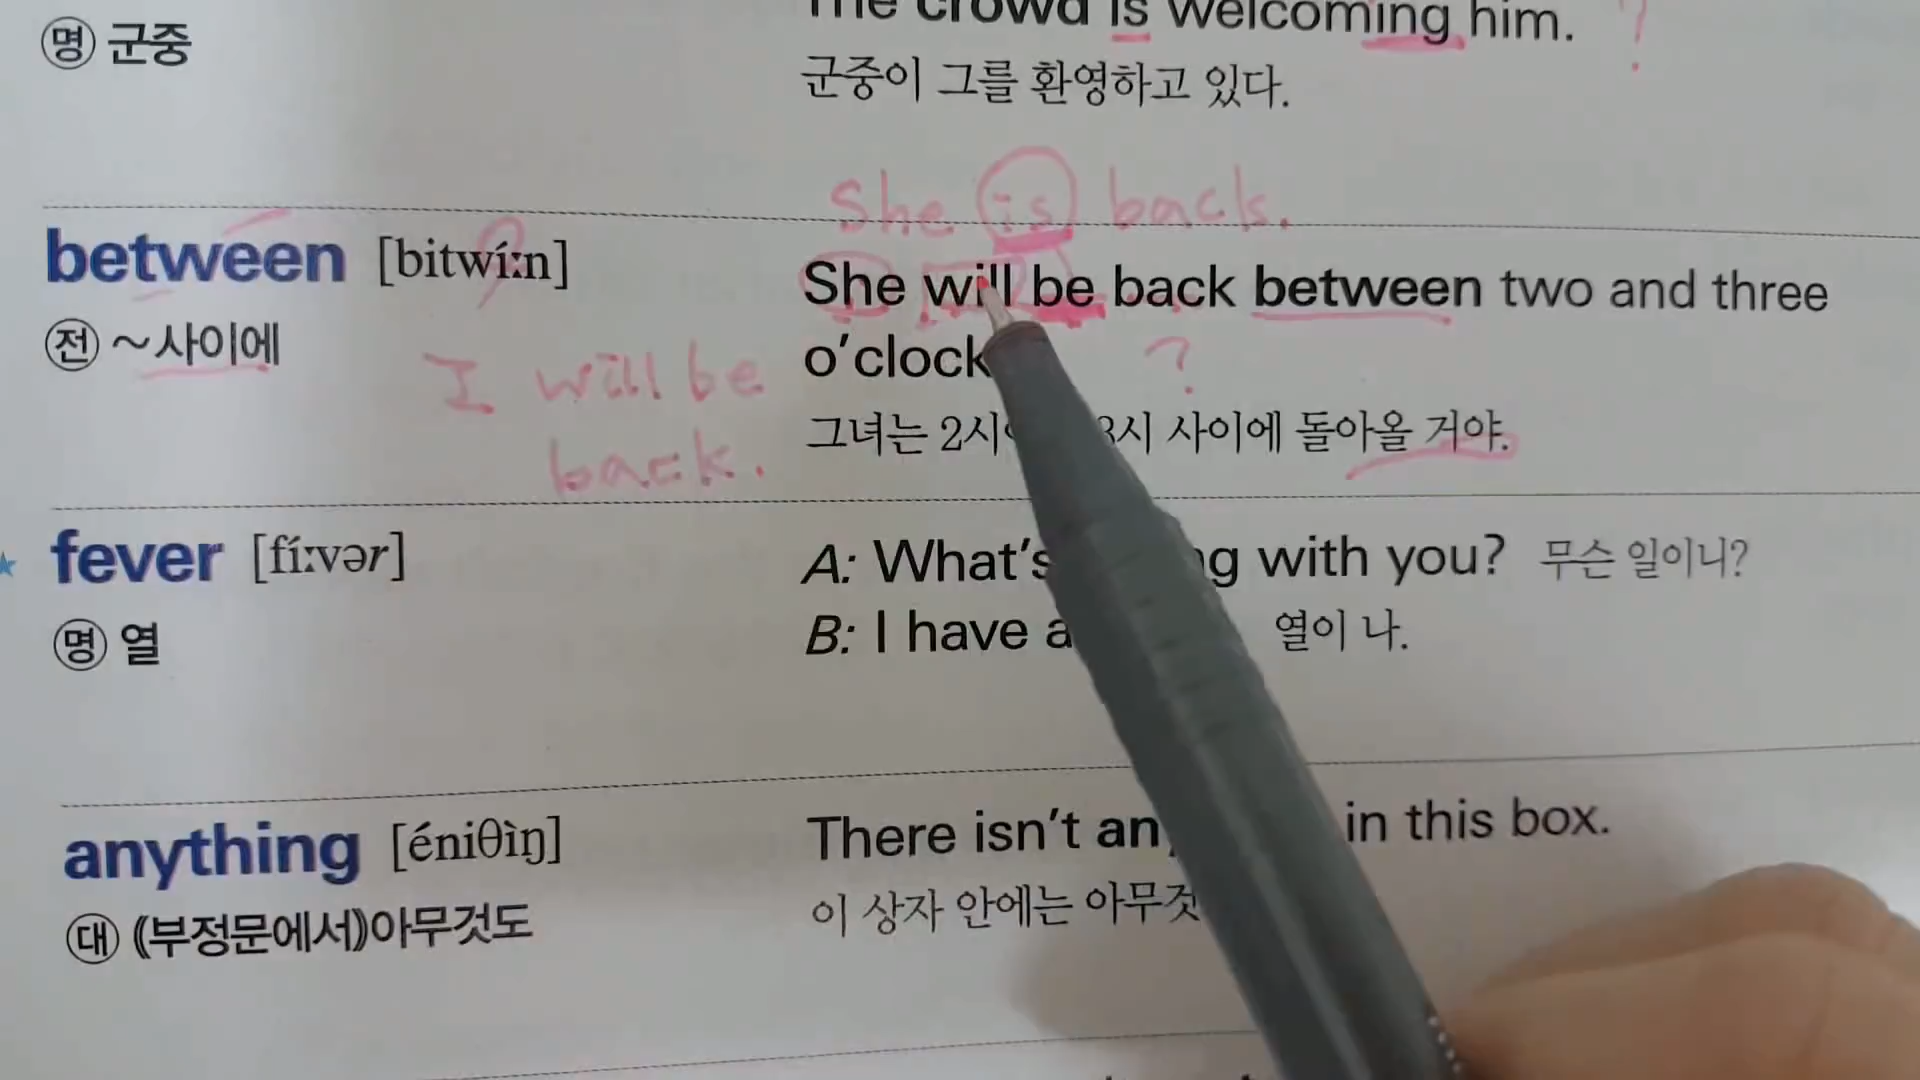 The crowd is welcoming him. ?
명 군중
군중이 그를 환영하고 있다.
She is back.
between [bitwíːn]
She will be back between two and three
전 ~사이에
o'clock
?
I will be
back.
그녀는 2시 3시 사이에 돌아올 거야.
fever [fíːvər]
A: What's with you? 무슨 일이니?
명 열
B: I have a 열이 나.
anything [éniθìŋ]
There isn't in this box.
대 《부정문에서》아무것도
이 상자 안에는